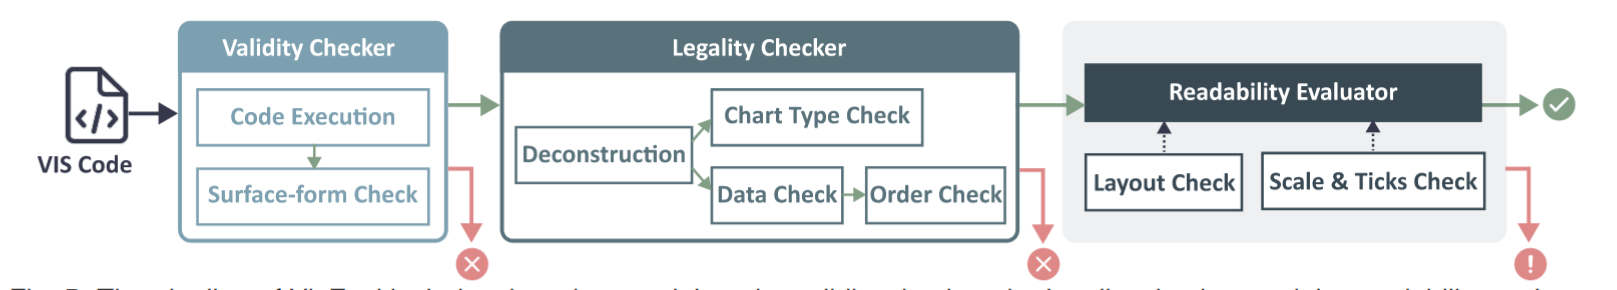 Validity Checker
Code Execution
Surface-form Check
VIS Code
</>
Legality Checker
Deconstruction
Chart Type Check
Data Check
Order Check
Readability Evaluator
Layout Check
Scale & Ticks Check